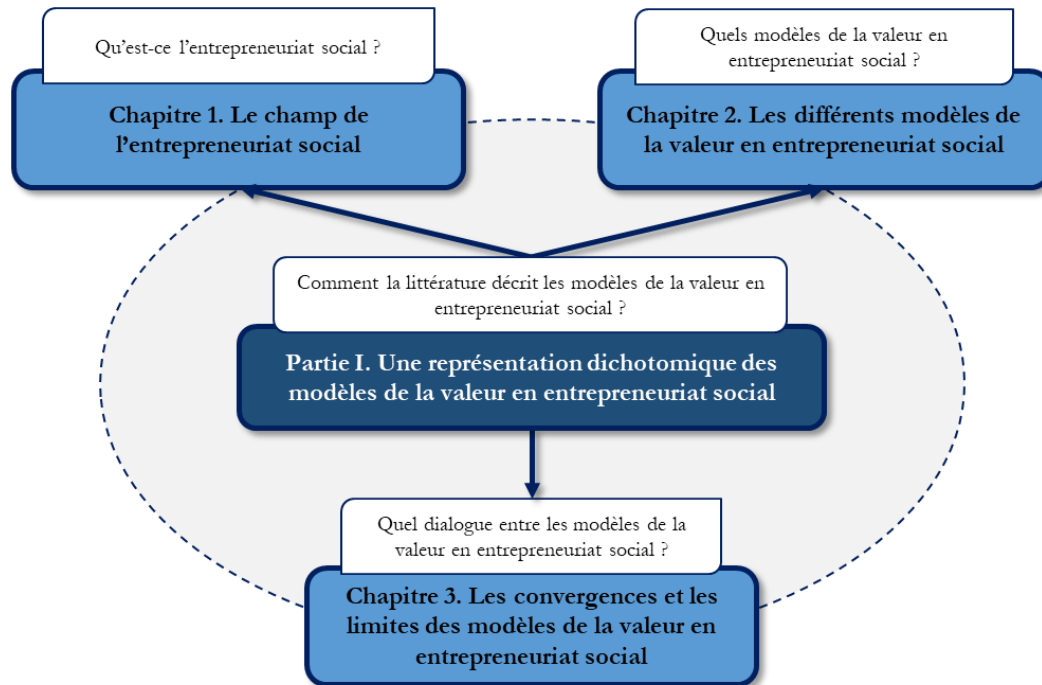 Qu'est-ce l'entrepreneuriat social ?
Chapitre 1. Le champ de
l'entrepreneuriat social
Quels modèles de la valeur en
entrepreneuriat social ?
Chapitre 2. Les différents modèles de
la valeur en entrepreneuriat social
Comment la littérature décrit les modèles de la valeur en
entrepreneuriat social ?
Partie I. Une représentation dichotomique des
modèles de la valeur en entrepreneuriat social
Quel dialogue entre les modèles de la
valeur en entrepreneuriat social ?
Chapitre 3. Les convergences et les
limites des modèles de la valeur en
entrepreneuriat social